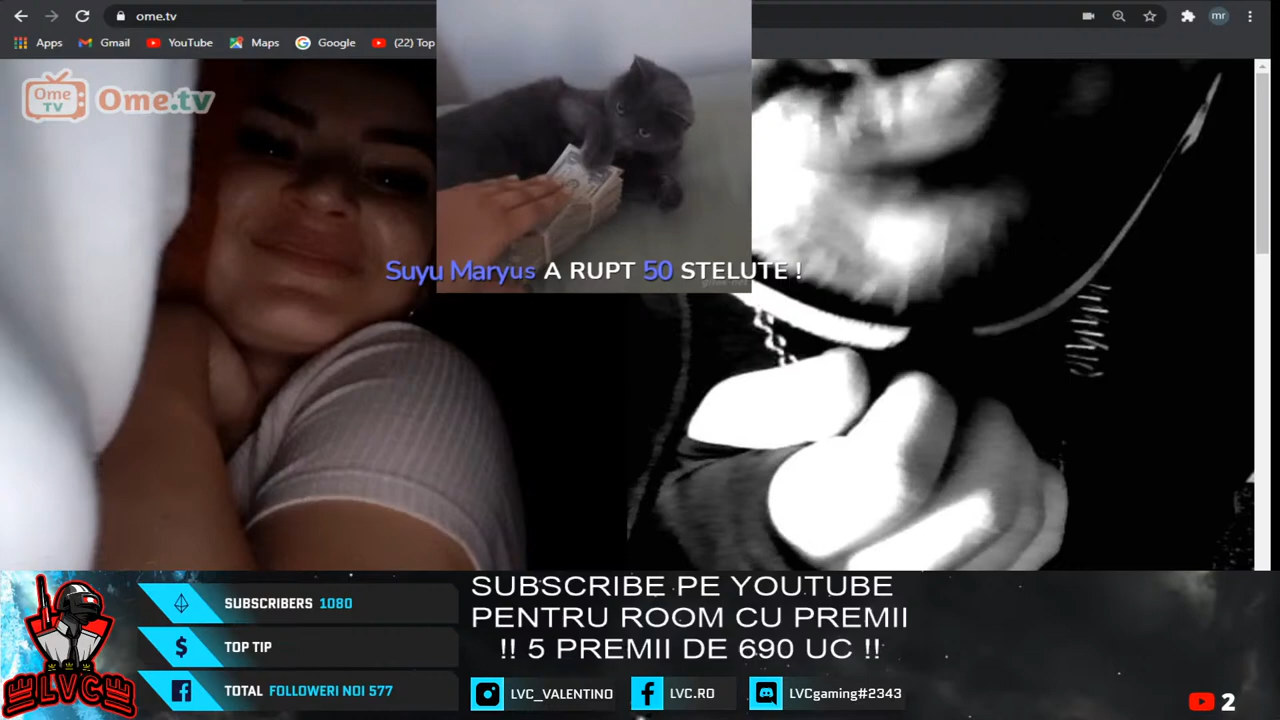 ome.tv
mr
Apps
Gmail
YouTube
Maps
Google
(22) Top
Ome TV
Ome.tv
Suyu Maryus A RUPT 50 STELUTE !
SUBSCRIBERS 1080
TOP TIP
TOTAL FOLLOWERI NOI 577
SUBSCRIBE PE YOUTUBE
PENTRU ROOM CU PREMII
!! 5 PREMII DE 690 UC !!
LVC_VALENTINO
LVC.RO
LVCgaming#2343
LVC
2